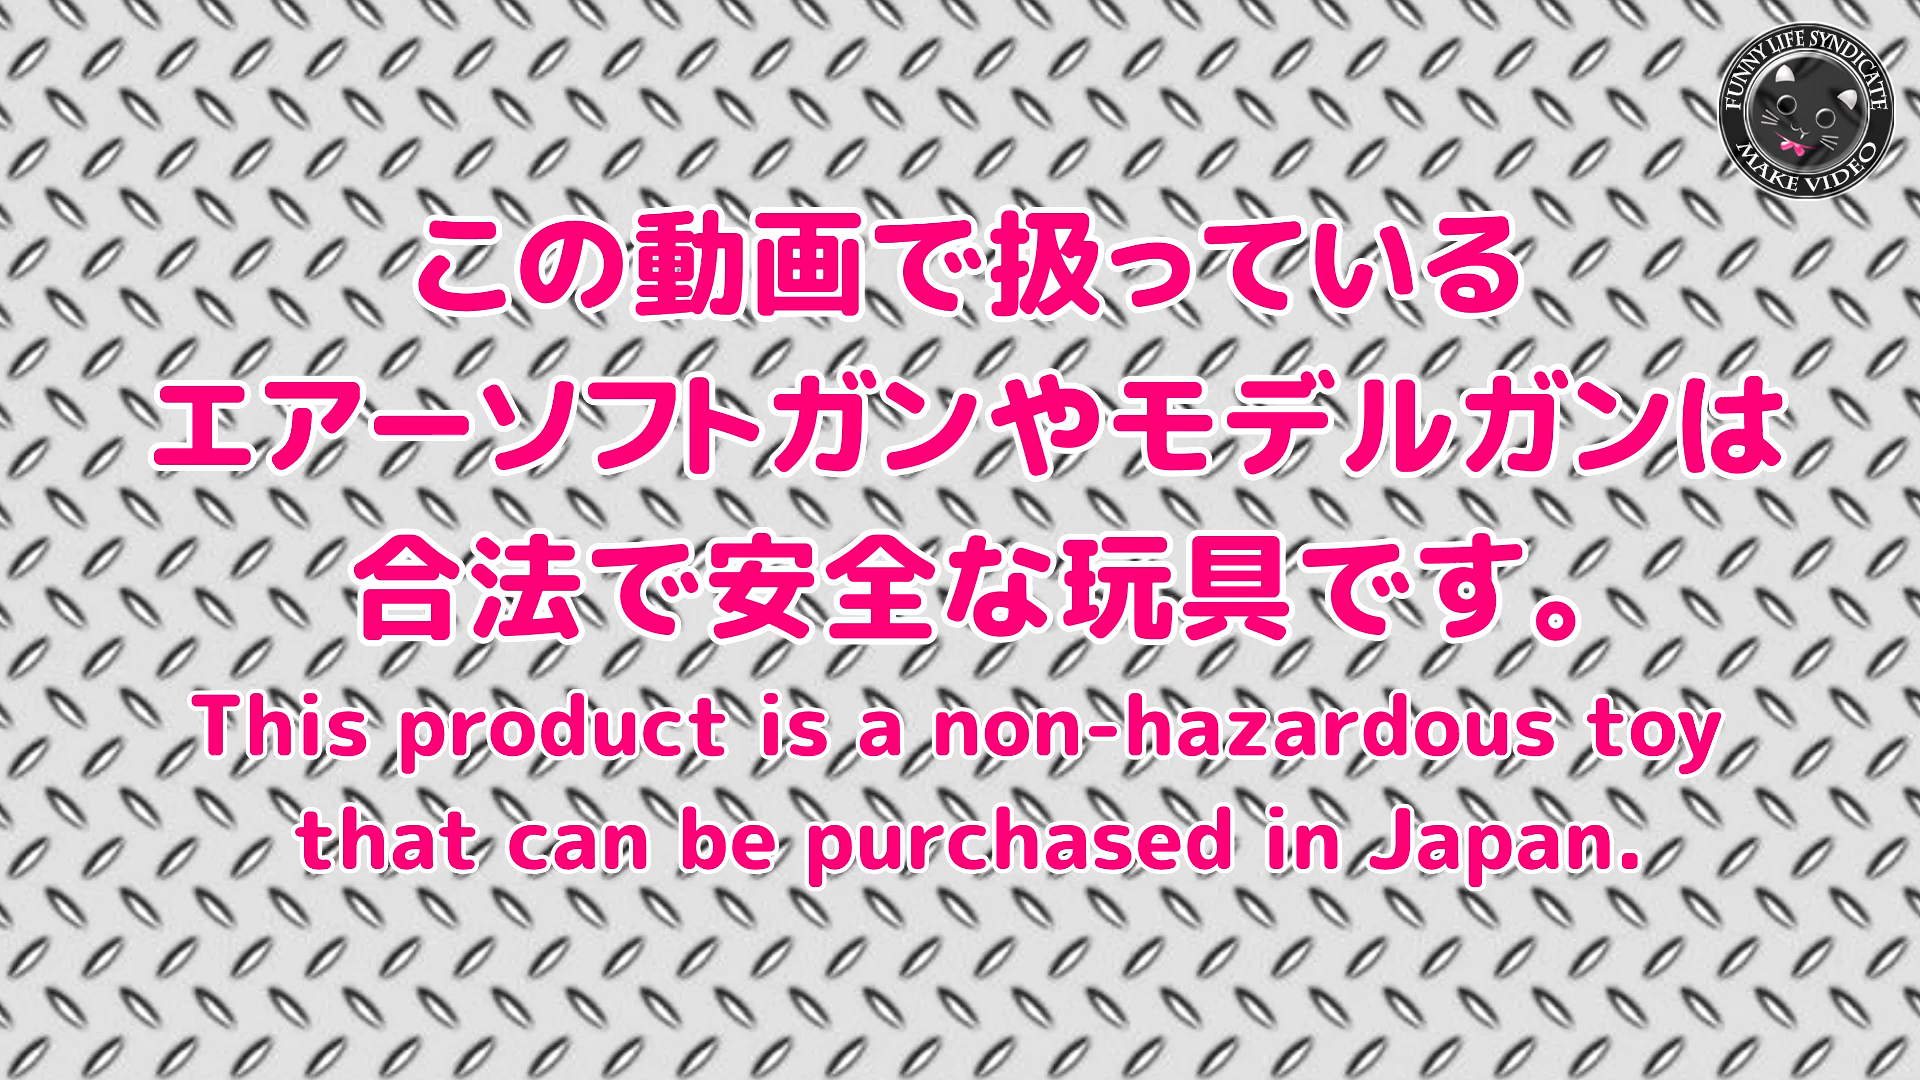 FUNNY LIFE SYNDICATE
MAKE VIDEO
この動画で扱っている
エアーソフトガンやモデルガンは
合法で安全な玩具です。
This product is a non-hazardous toy
that can be purchased in Japan.